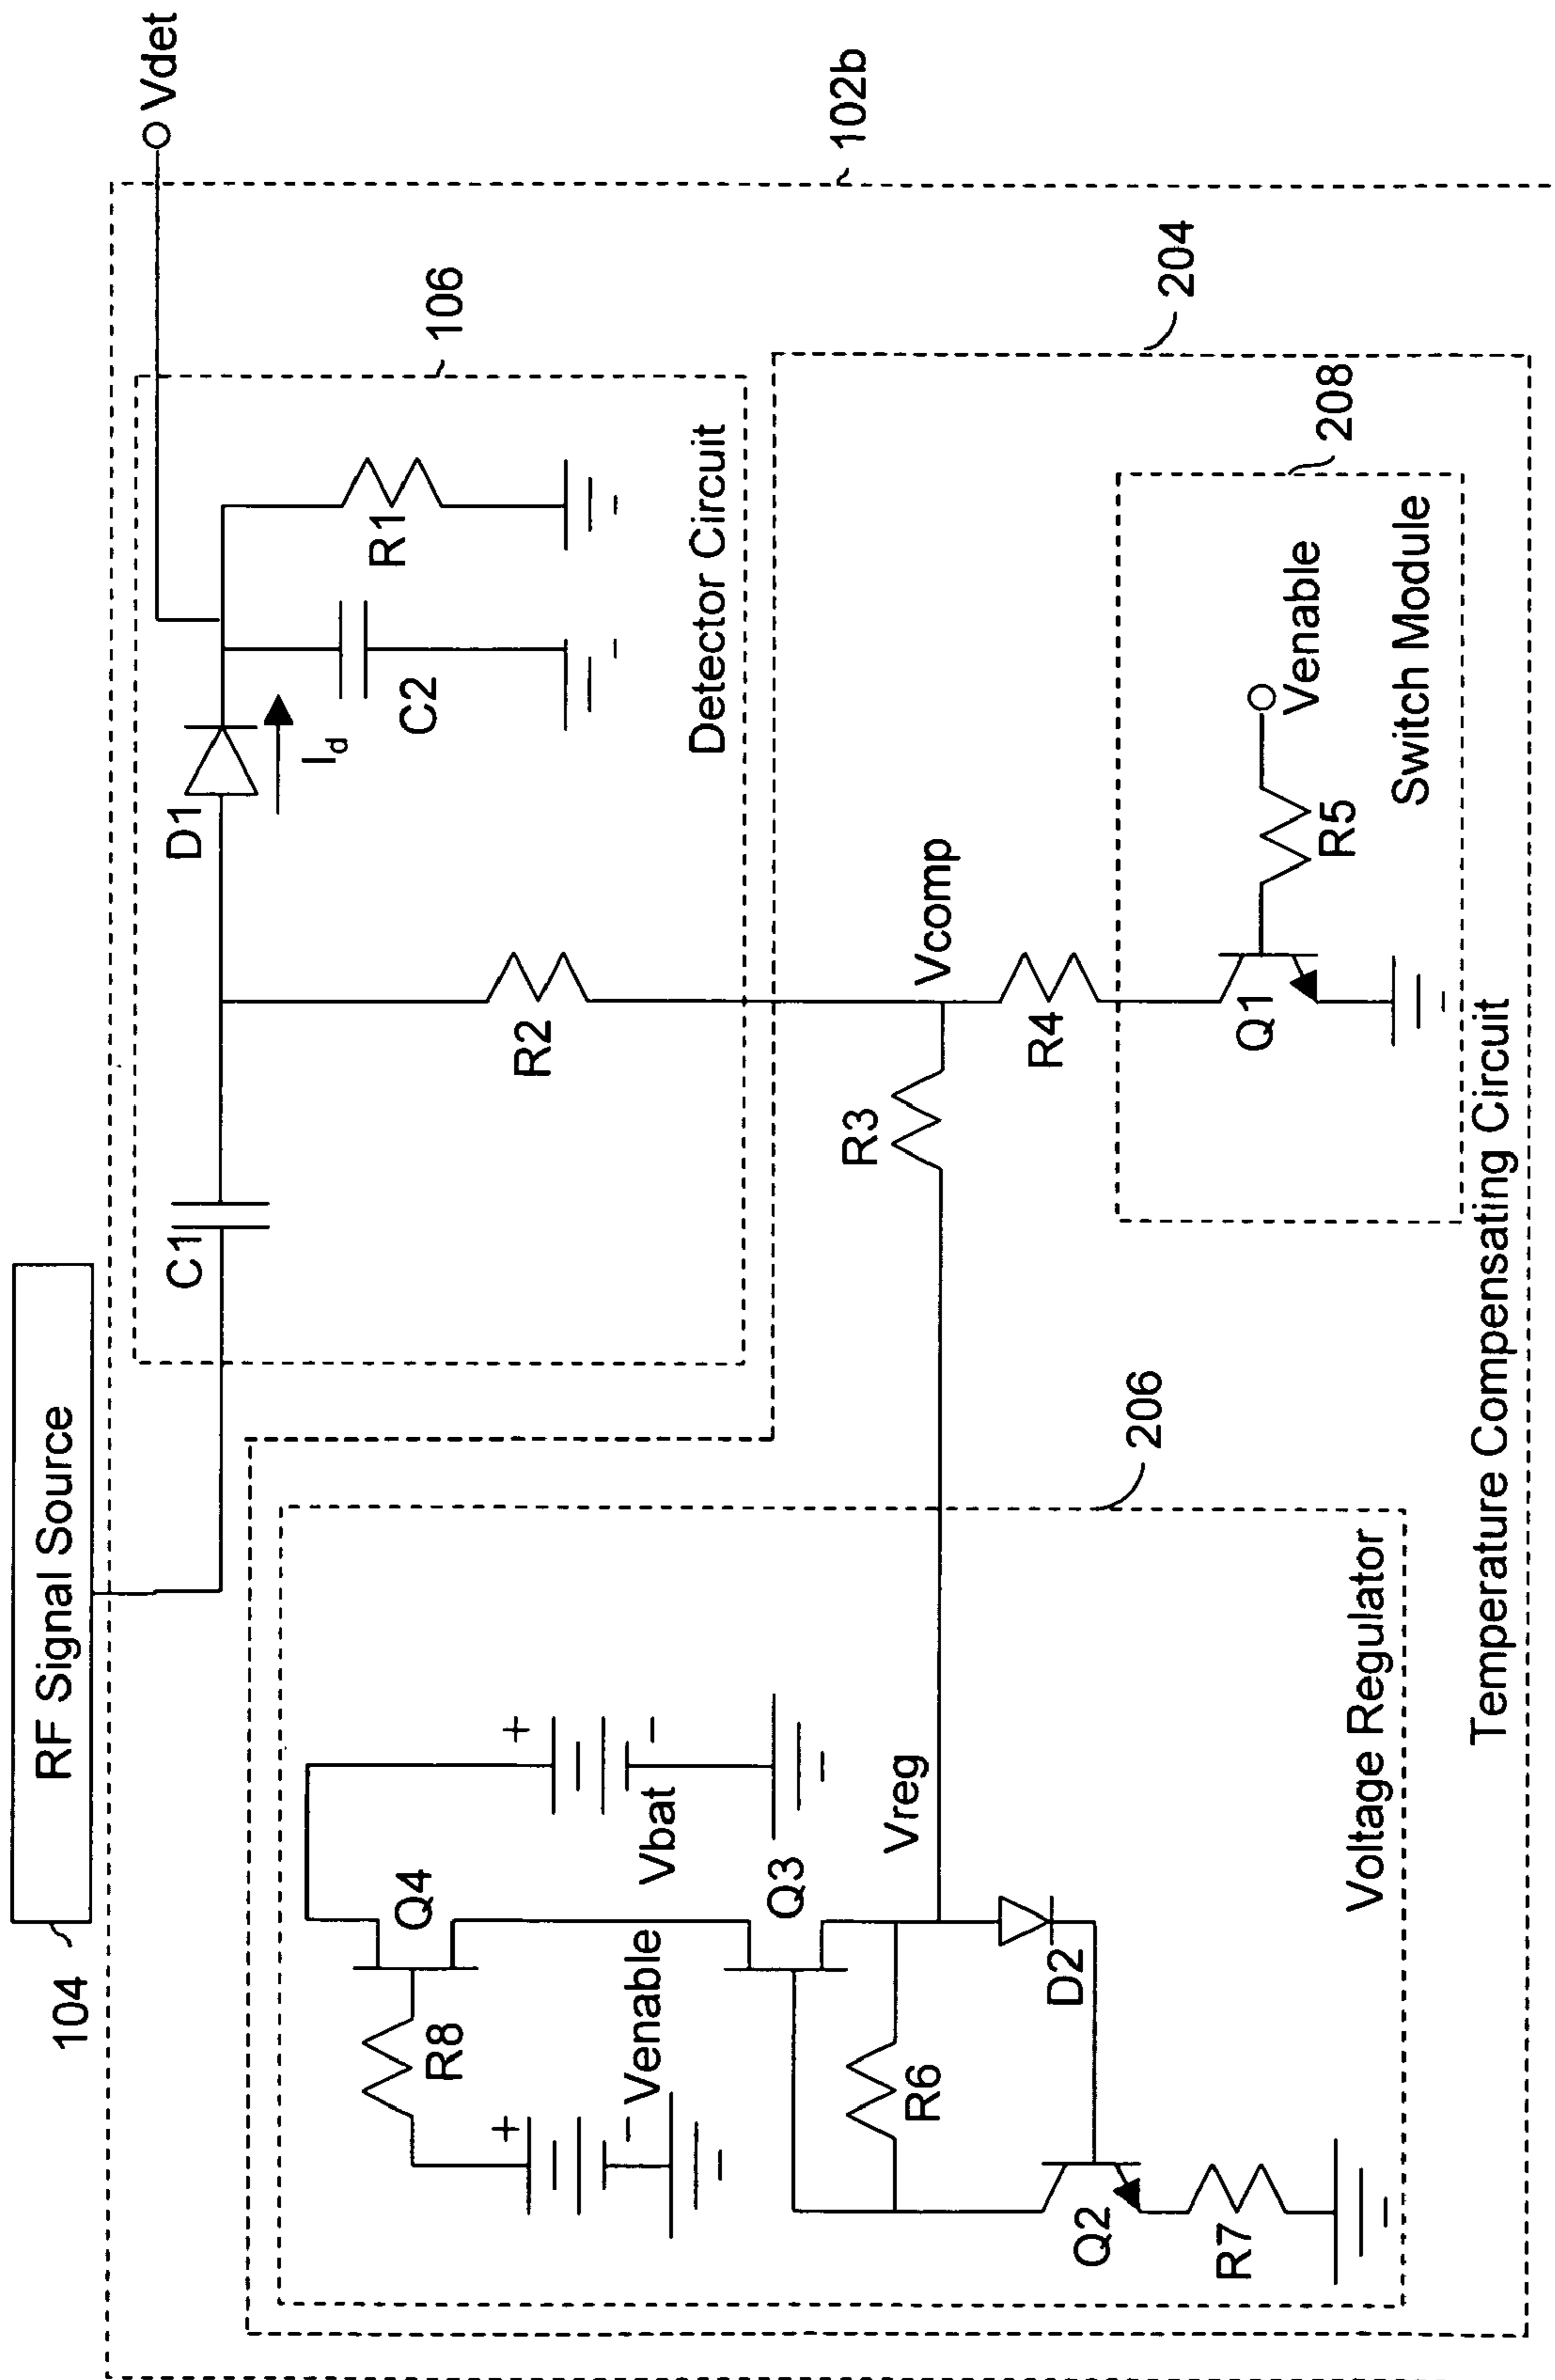 104
RF Signal Source
Vdet
102b
106
C1
D1
I_d
C2
R1
R2
Detector Circuit
204
206
208
Q4
R8
Venable
+
−
Vbat
+
−
Q3
Vreg
R6
D2
Q2
R7
Voltage Regulator
R3
Vcomp
R4
Q1
R5
Venable
Switch Module
Temperature Compensating Circuit